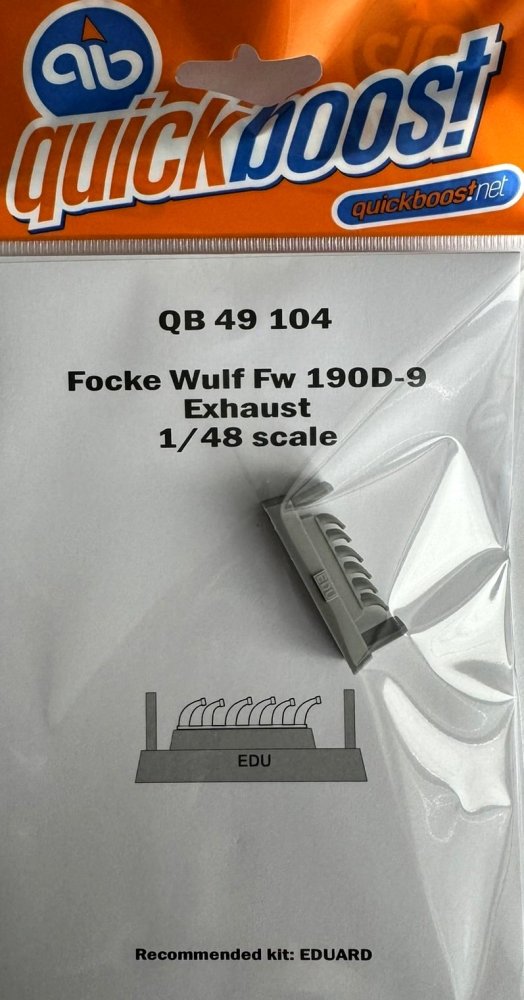 qb
quickboost
quickboost.net
QB 49 104
Focke Wulf Fw 190D-9
Exhaust
1/48 scale
EDU
EDU
Recommended kit: EDUARD